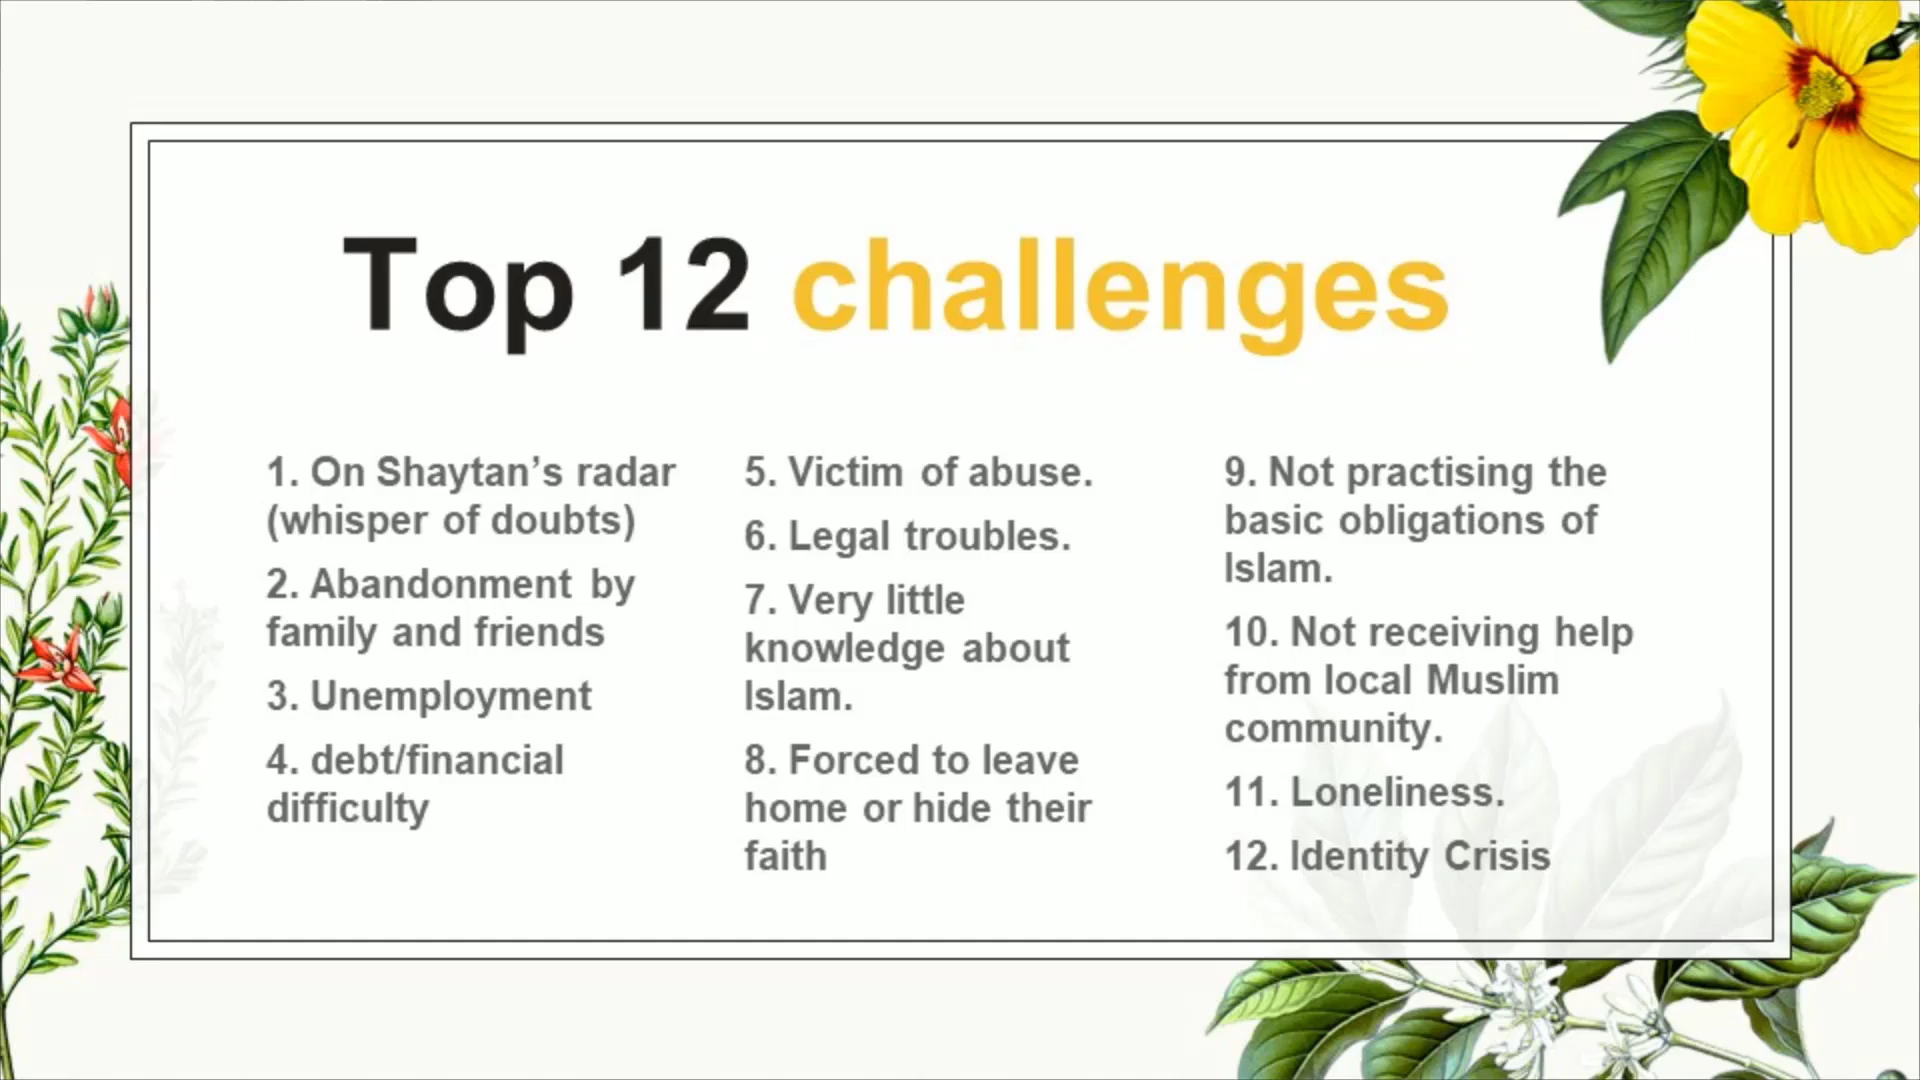 Top 12 challenges
1. On Shaytan’s radar
(whisper of doubts)
2. Abandonment by
family and friends
3. Unemployment
4. debt/financial
difficulty
5. Victim of abuse.
6. Legal troubles.
7. Very little
knowledge about
Islam.
8. Forced to leave
home or hide their
faith
9. Not practising the
basic obligations of
Islam.
10. Not receiving help
from local Muslim
community.
11. Loneliness.
12. Identity Crisis